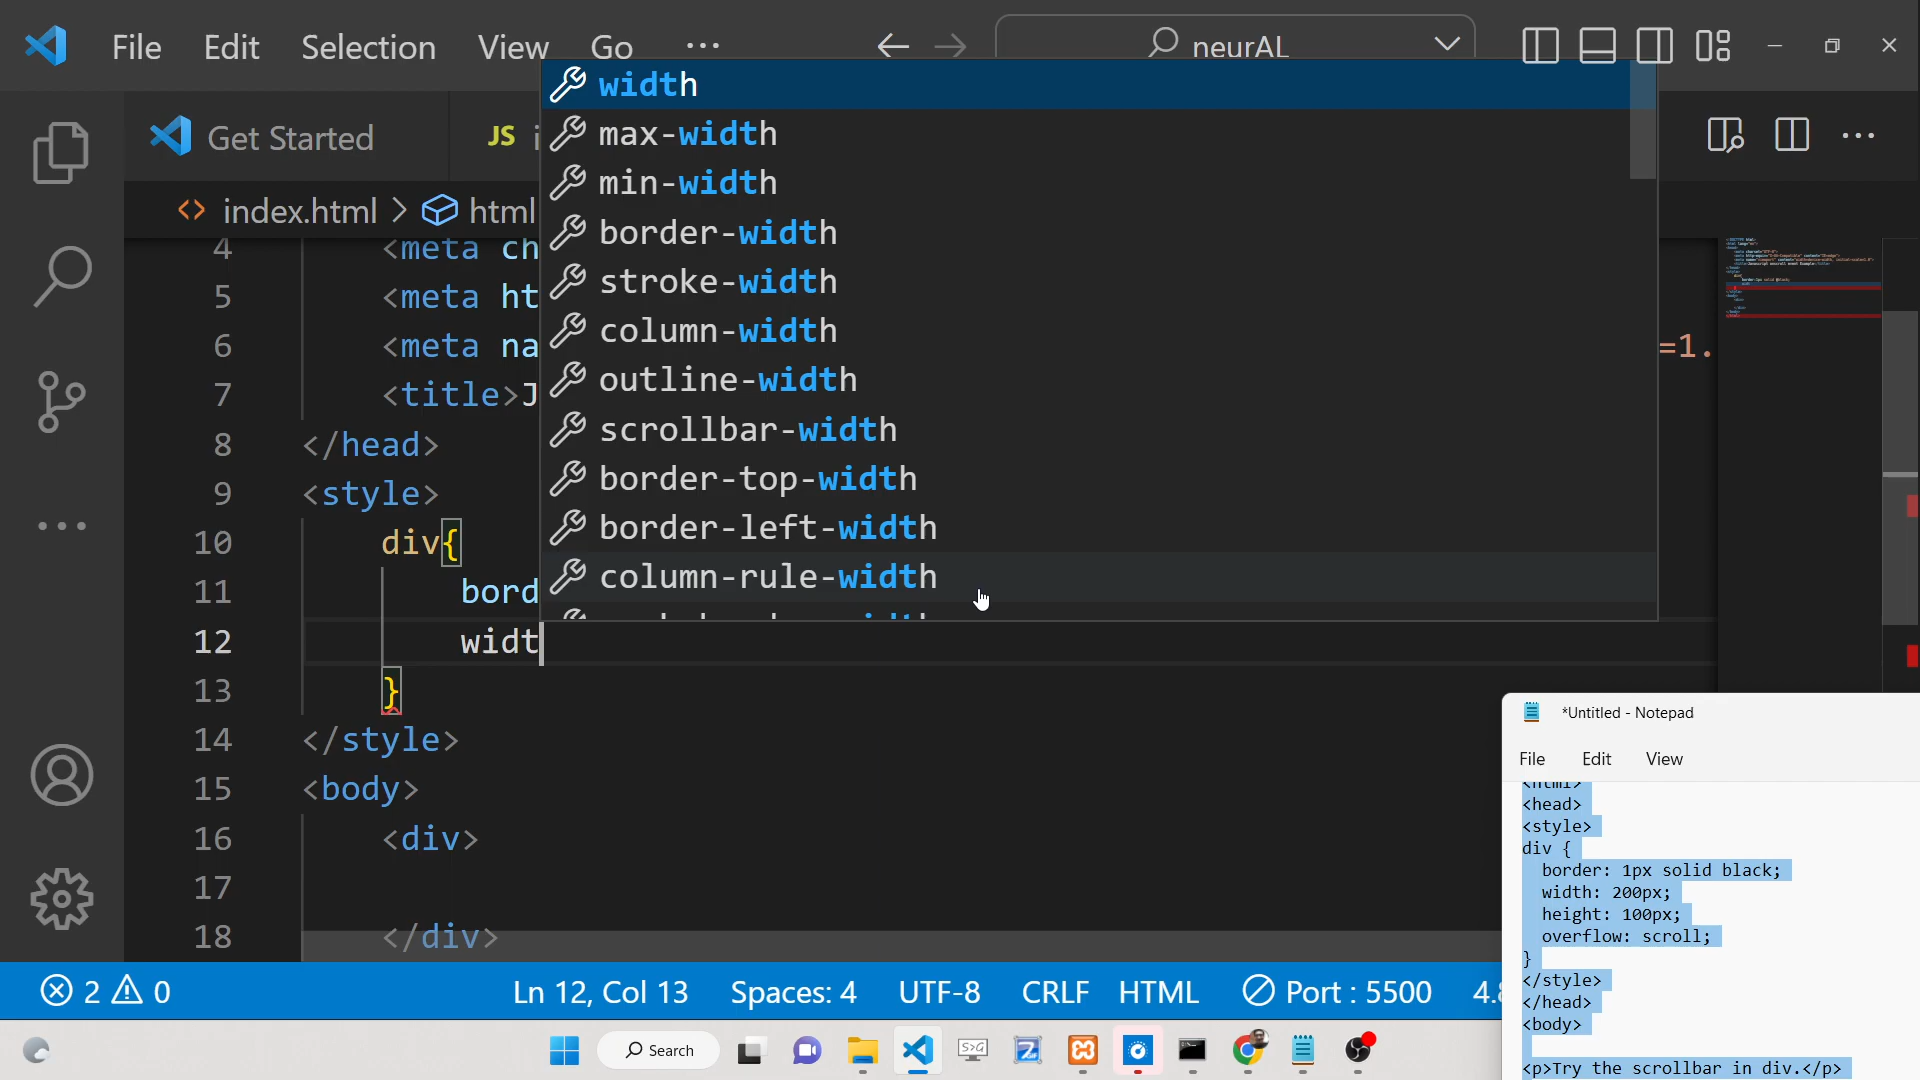 File Edit Selection View Go ... neurAL
Get Started JS
index.html > html
4 <meta ch
5 <meta ht
6 <meta na
=1.
7 <title>J
8 </head>
9 <style>
10 div{
11 bord
12 widt
13 }
14 </style>
15 <body>
16 <div>
17
18 </div>
width
max-width
min-width
border-width
stroke-width
column-width
outline-width
scrollbar-width
border-top-width
border-left-width
column-rule-width
*Untitled - Notepad
File Edit View
<html>
<head>
<style>
div {
border: 1px solid black;
width: 200px;
height: 100px;
overflow: scroll;
}
</style>
</head>
<body>
<p>Try the scrollbar in div.</p>
2 0 Ln 12, Col 13 Spaces: 4 UTF-8 CRLF HTML Port : 5500
Search